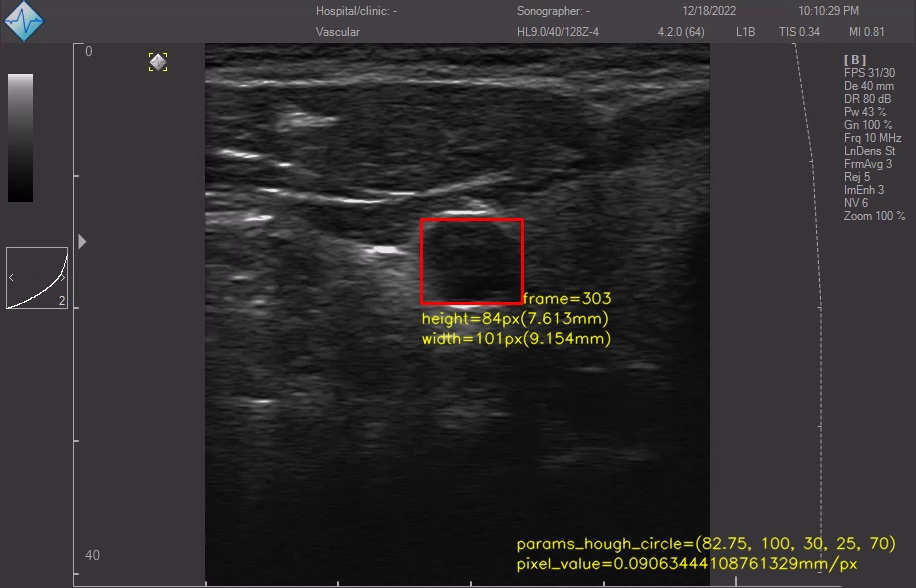 Hospital/clinic: - Sonographer: - 12/18/2022 10:10:29 PM
Vascular HL9.0/40/128Z-4 4.2.0 (64) L1B TIS 0.34 MI 0.81
0
[ B ]
FPS 31/30
De 40 mm
DR 80 dB
Pw 43 %
Gn 100 %
Frq 10 MHz
LnDens St
FrmAvg 3
Rej 5
ImEnh 3
NV 6
Zoom 100 %
2
frame=303
height=84px(7.613mm)
width=101px(9.154mm)
40
params_hough_circle=(82.75, 100, 30, 25, 70)
pixel_value=0.09063444108761329mm/px